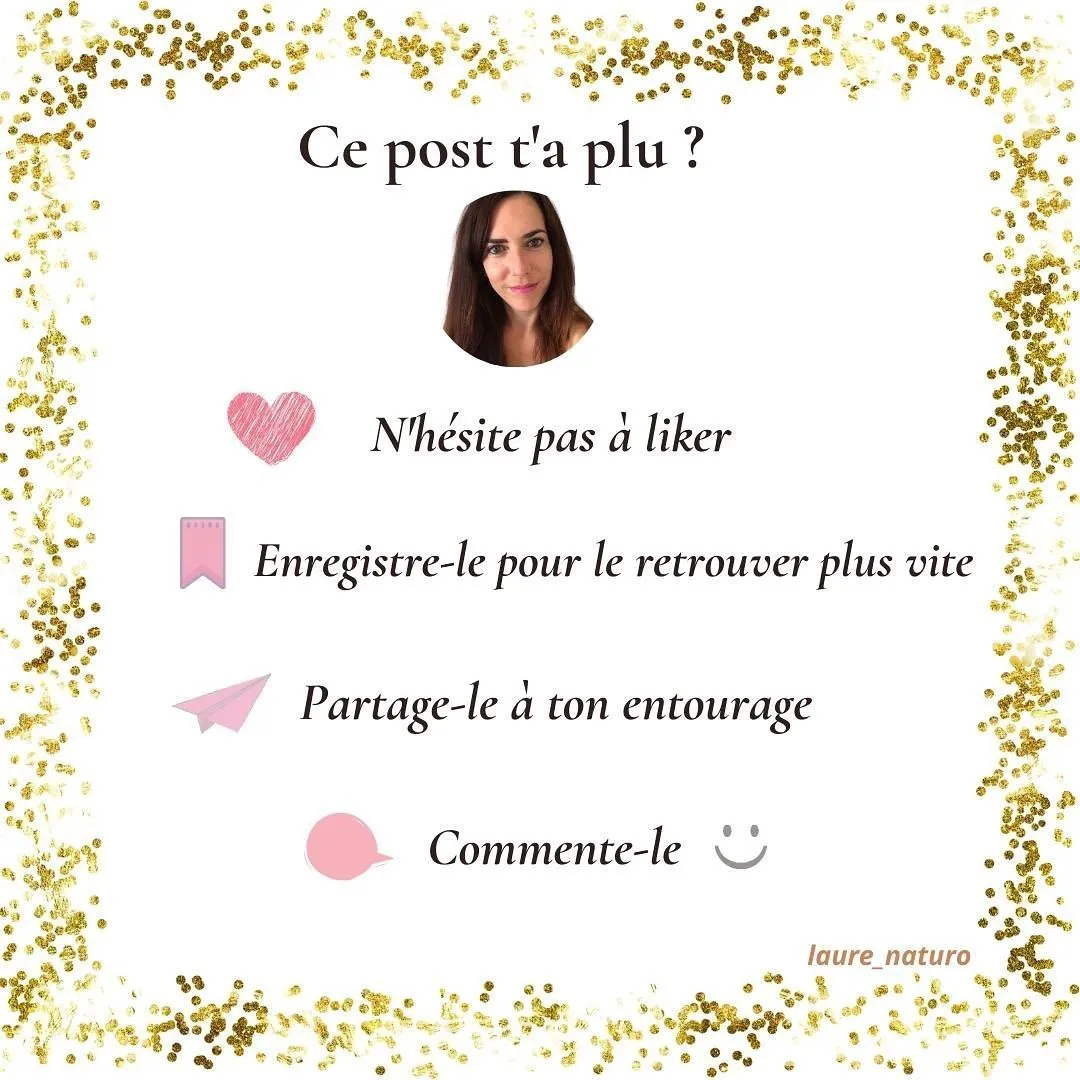 Ce post t'a plu ?
N'hésite pas à liker
Enregistre-le pour le retrouver plus vite
Partage-le à ton entourage
Commente-le
laure_naturo